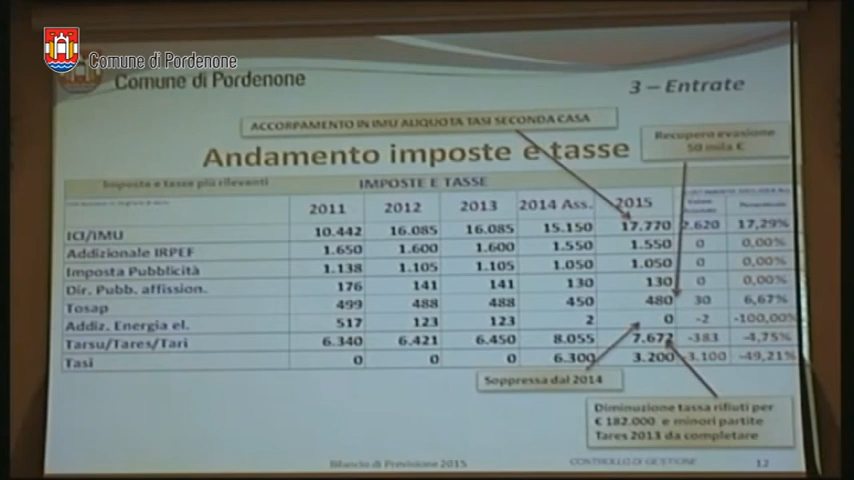 Comune di Pordenone
Comune di Pordenone
3 – Entrate
ACCORPAMENTO IN IMU ALIQUOTA TASI SECONDA CASA
Recupero evasione
50 mila €
Andamento imposte e tasse
Imposte e tasse più rilevanti IMPOSTE E TASSE
2011 2012 2013 2014 Ass. 2015
ICI/IMU 10.442 16.085 16.085 15.150 17.770 2.620 17,29%
Addizionale IRPEF 1.650 1.600 1.600 1.550 1.550 0 0,00%
Imposta Pubblicità 1.138 1.105 1.105 1.050 1.050 0 0,00%
Dir. Pubb. affission. 176 141 141 130 130 0 0,00%
Tosap 499 488 488 450 480 30 6,67%
Addiz. Energia el. 517 123 123 2 0 -2 -100,00%
Tarsu/Tares/Tari 6.340 6.421 6.450 8.055 7.672 -383 -4,75%
Tasi 0 0 0 6.300 3.200 -3.100 -49,21%
Soppressa dal 2014
Diminuzione tassa rifiuti per
€ 182.000 e minori partite
Tares 2013 da completare
Bilancio di Previsione 2015 CONTROLLO DI GESTIONE 12